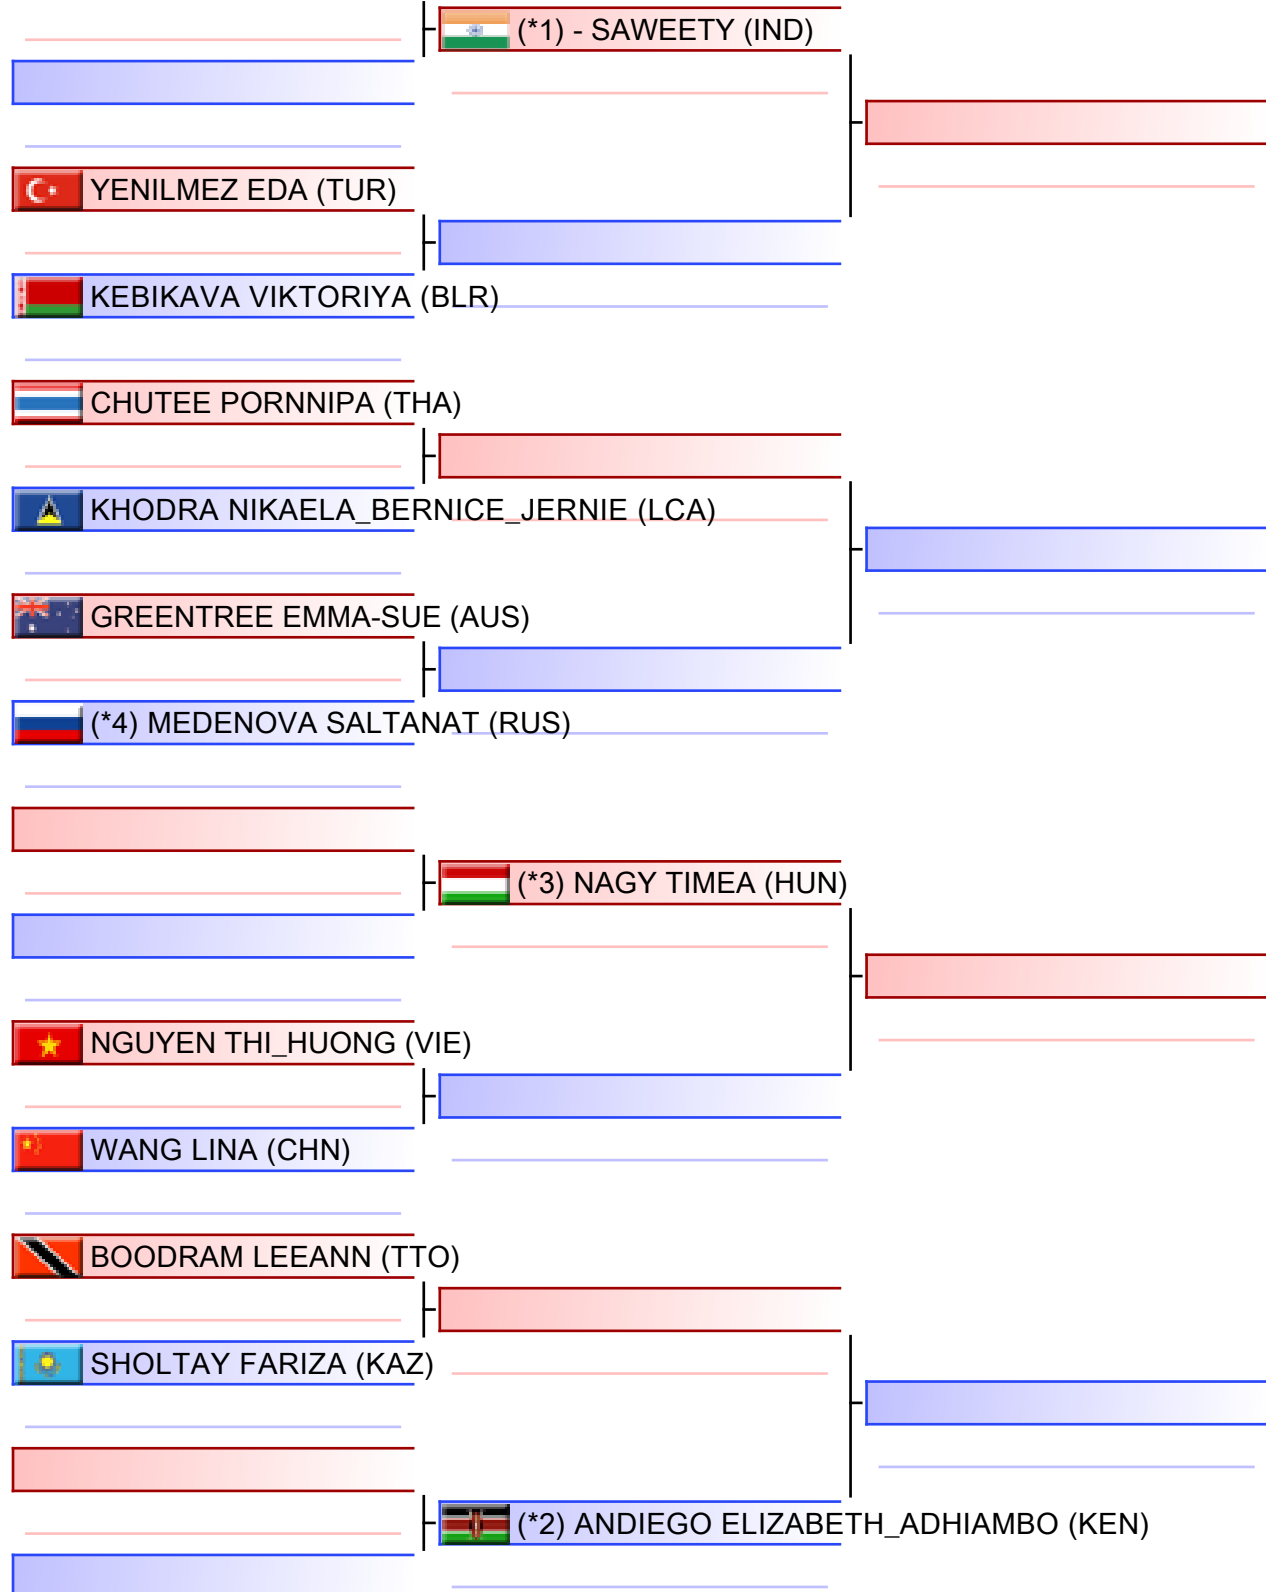 (*1) - SAWEETY (IND)
YENILMEZ EDA (TUR)
KEBIKAVA VIKTORIYA (BLR)
CHUTEE PORNNIPA (THA)
KHODRA NIKAELA_BERNICE_JERNIE (LCA)
GREENTREE EMMA-SUE (AUS)
(*4) MEDENOVA SALTANAT (RUS)
(*3) NAGY TIMEA (HUN)
NGUYEN THI_HUONG (VIE)
WANG LINA (CHN)
BOODRAM LEEANN (TTO)
SHOLTAY FARIZA (KAZ)
(*2) ANDIEGO ELIZABETH_ADHIAMBO (KEN)